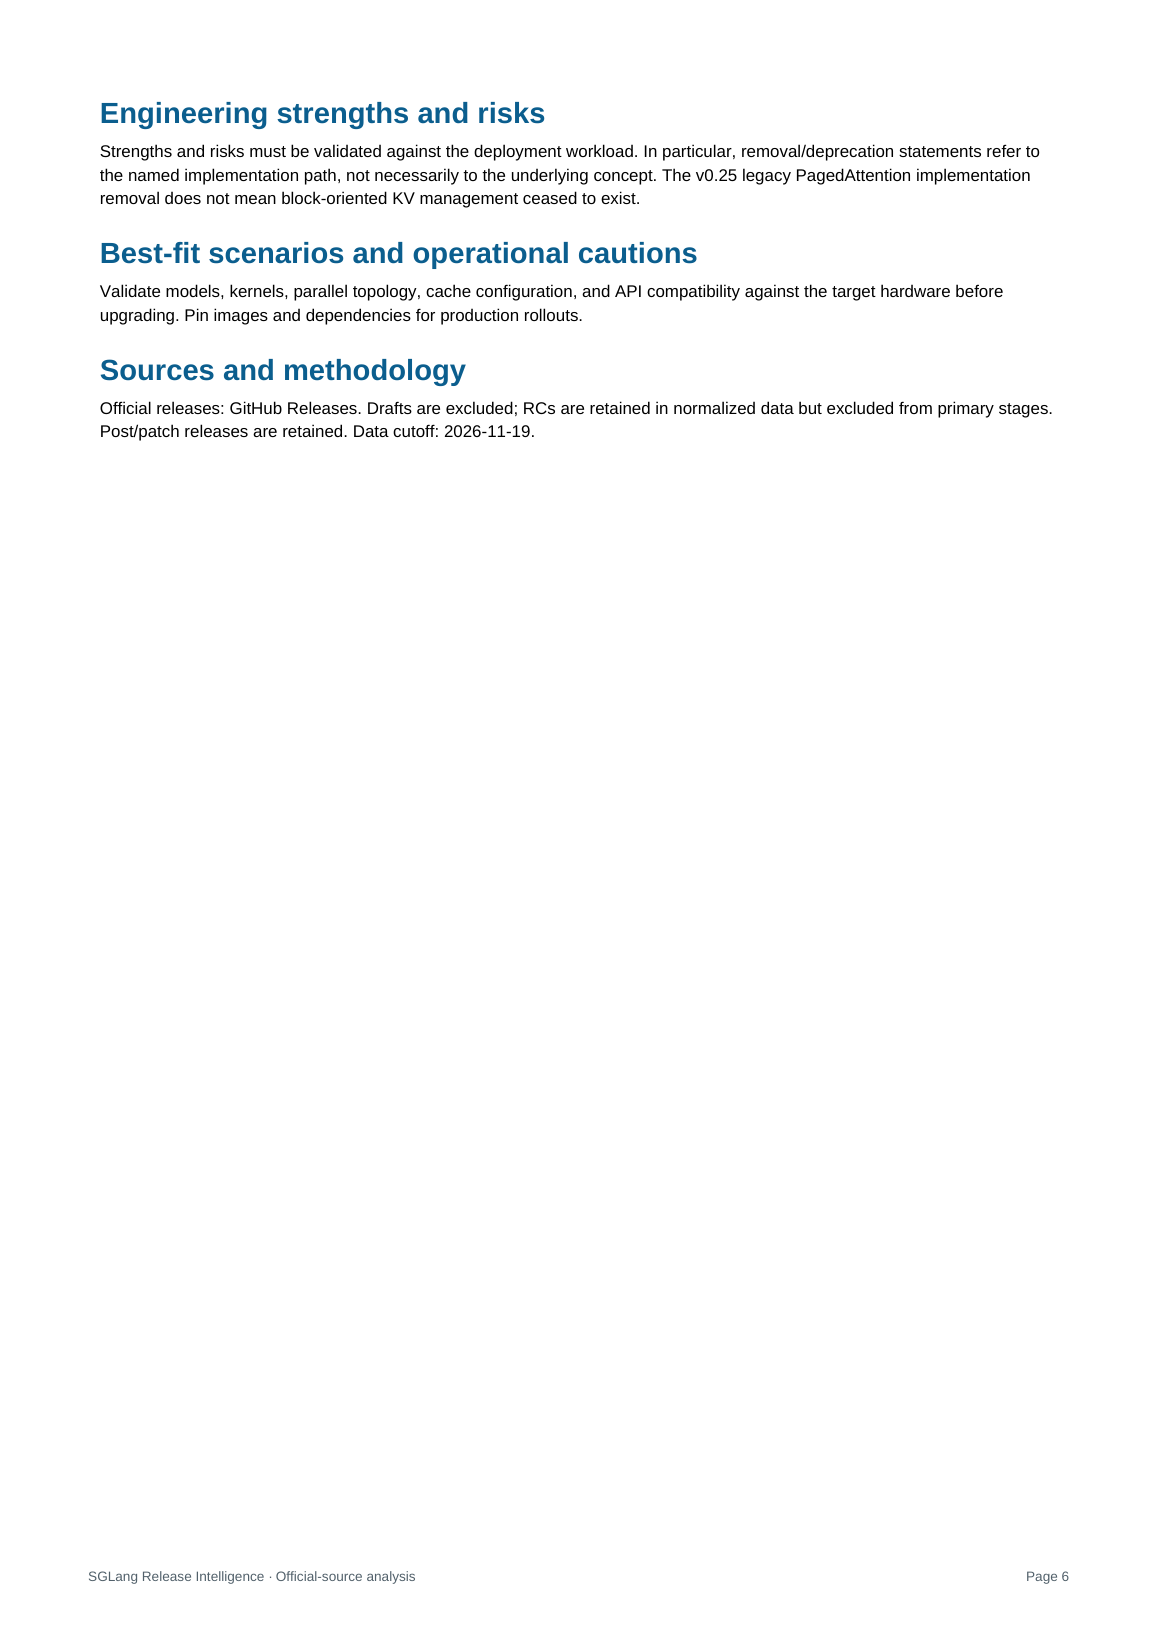 Engineering strengths and risks
Strengths and risks must be validated against the deployment workload. In particular, removal/deprecation statements refer to
the named implementation path, not necessarily to the underlying concept. The v0.25 legacy PagedAttention implementation
removal does not mean block-oriented KV management ceased to exist.
Best-fit scenarios and operational cautions
Validate models, kernels, parallel topology, cache configuration, and API compatibility against the target hardware before
upgrading. Pin images and dependencies for production rollouts.
Sources and methodology
Official releases: GitHub Releases. Drafts are excluded; RCs are retained in normalized data but excluded from primary stages.
Post/patch releases are retained. Data cutoff: 2026-11-19.
SGLang Release Intelligence · Official-source analysis
Page 6